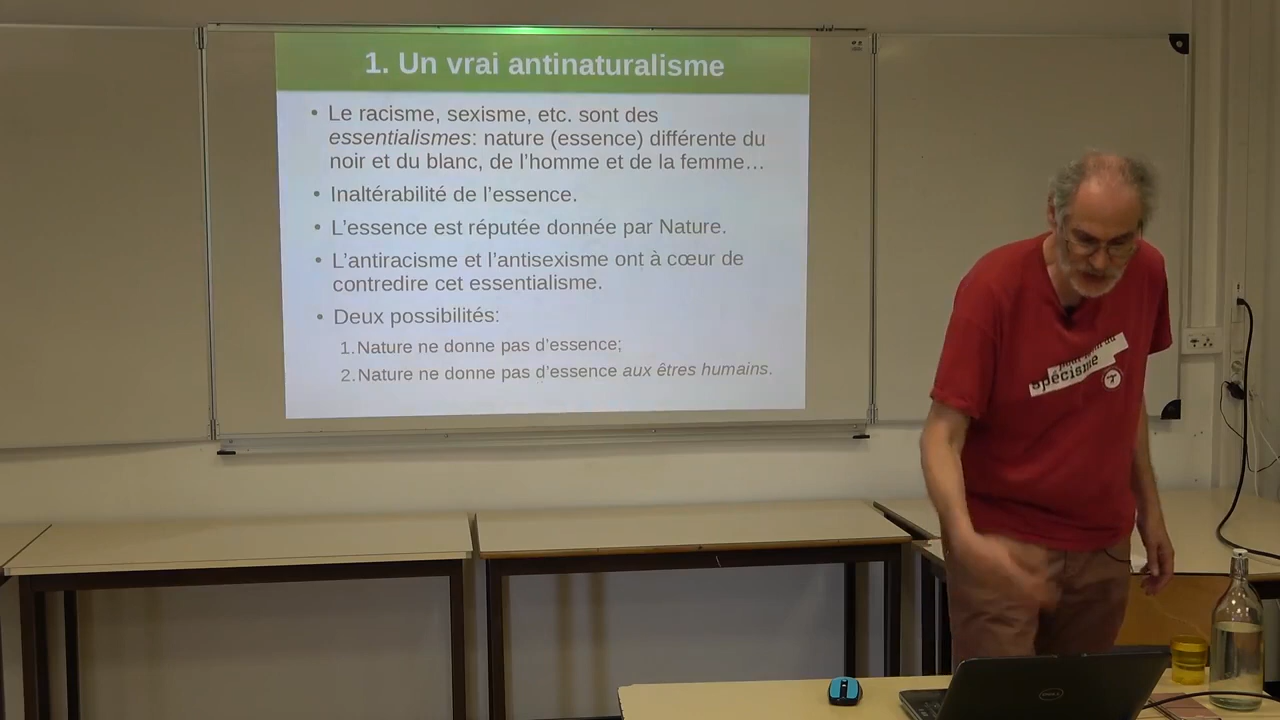 1. Un vrai antinaturalisme
• Le racisme, sexisme, etc. sont des
essentialismes: nature (essence) différente du
noir et du blanc, de l’homme et de la femme…
• Inaltérabilité de l’essence.
• L’essence est réputée donnée par Nature.
• L’antiracisme et l’antisexisme ont à cœur de
contredire cet essentialisme.
• Deux possibilités:
1. Nature ne donne pas d’essence;
2. Nature ne donne pas d’essence aux êtres humains.
spécisme
DELL